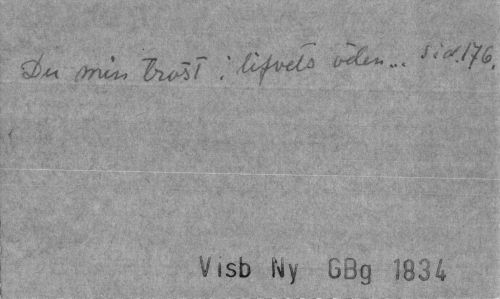 Du min tröst i lifvets öden... sid. 176.
Visb Ny GBg 1834